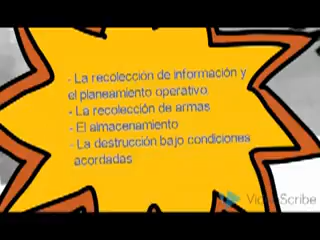 - La recolección de información y
el planeamiento operativo.
- La recolección de armas
- El almacenamiento
- La destrucción bajo condiciones
acordadas
VideoScribe